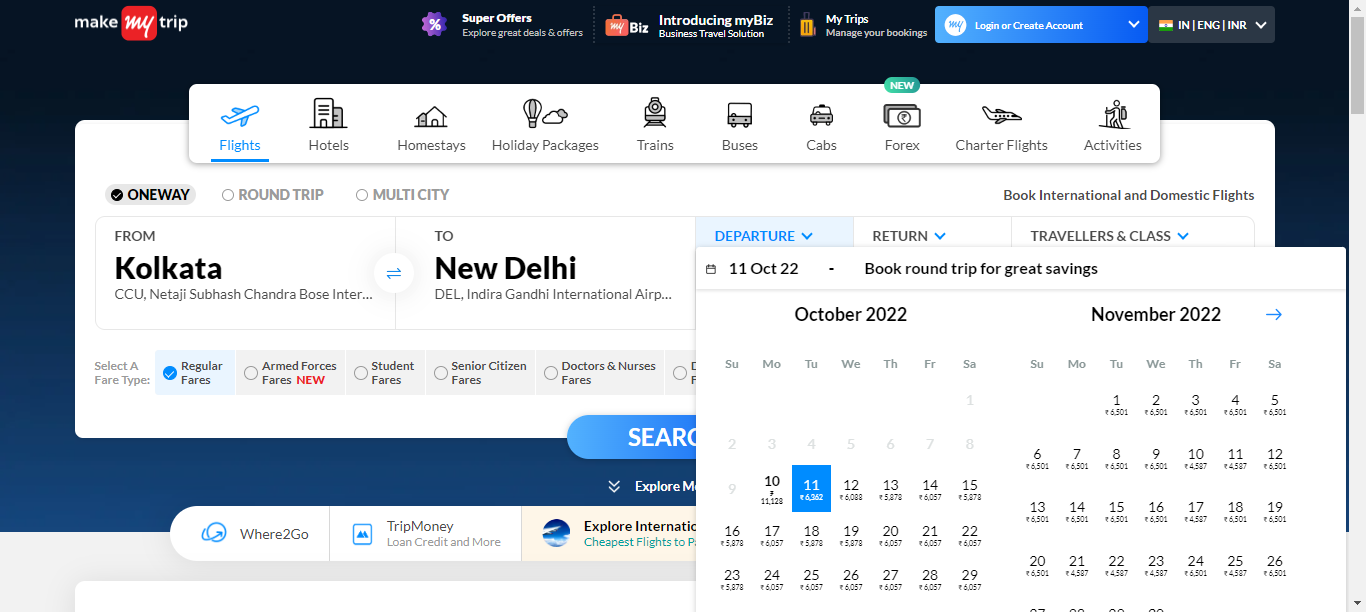 make my trip
%
Super Offers
Explore great deals & offers
my Biz
Introducing myBiz
Business Travel Solution
My Trips
Manage your bookings
my
Login or Create Account
IN | ENG | INR
NEW
Flights
Hotels
Homestays
Holiday Packages
Trains
Buses
Cabs
₹
Forex
Charter Flights
Activities
ONEWAY
ROUND TRIP
MULTI CITY
Book International and Domestic Flights
FROM
Kolkata
CCU, Netaji Subhash Chandra Bose Inter...
TO
New Delhi
DEL, Indira Gandhi International Airp...
DEPARTURE
RETURN
TRAVELLERS & CLASS
11 Oct 22 - Book round trip for great savings
Select A
Fare Type:
Regular
Fares
Armed Forces
Fares NEW
Student
Fares
Senior Citizen
Fares
Doctors & Nurses
Fares
SEARC
Explore M
Where2Go
TripMoney
Loan Credit and More
Explore Internatio
Cheapest Flights to Pa
October 2022
Su Mo Tu We Th Fr Sa
1
2 3 4 5 6 7 8
9 10 11 12 13 14 15
₹ 11,128 ₹ 6,362 ₹ 6,088 ₹ 5,878 ₹ 6,057 ₹ 5,878
16 17 18 19 20 21 22
₹ 5,878 ₹ 6,057 ₹ 5,878 ₹ 5,878 ₹ 6,057 ₹ 6,057 ₹ 6,057
23 24 25 26 27 28 29
₹ 5,878 ₹ 6,057 ₹ 6,057 ₹ 6,057 ₹ 6,057 ₹ 6,057 ₹ 6,057
November 2022
Su Mo Tu We Th Fr Sa
1 2 3 4 5
₹ 6,501 ₹ 6,501 ₹ 6,501 ₹ 6,501 ₹ 6,501
6 7 8 9 10 11 12
₹ 6,501 ₹ 6,501 ₹ 6,501 ₹ 6,501 ₹ 4,587 ₹ 4,587 ₹ 6,501
13 14 15 16 17 18 19
₹ 6,501 ₹ 6,501 ₹ 6,501 ₹ 6,501 ₹ 4,587 ₹ 6,501 ₹ 6,501
20 21 22 23 24 25 26
₹ 6,501 ₹ 4,587 ₹ 4,587 ₹ 4,587 ₹ 6,501 ₹ 4,587 ₹ 6,501
27 28 29 30